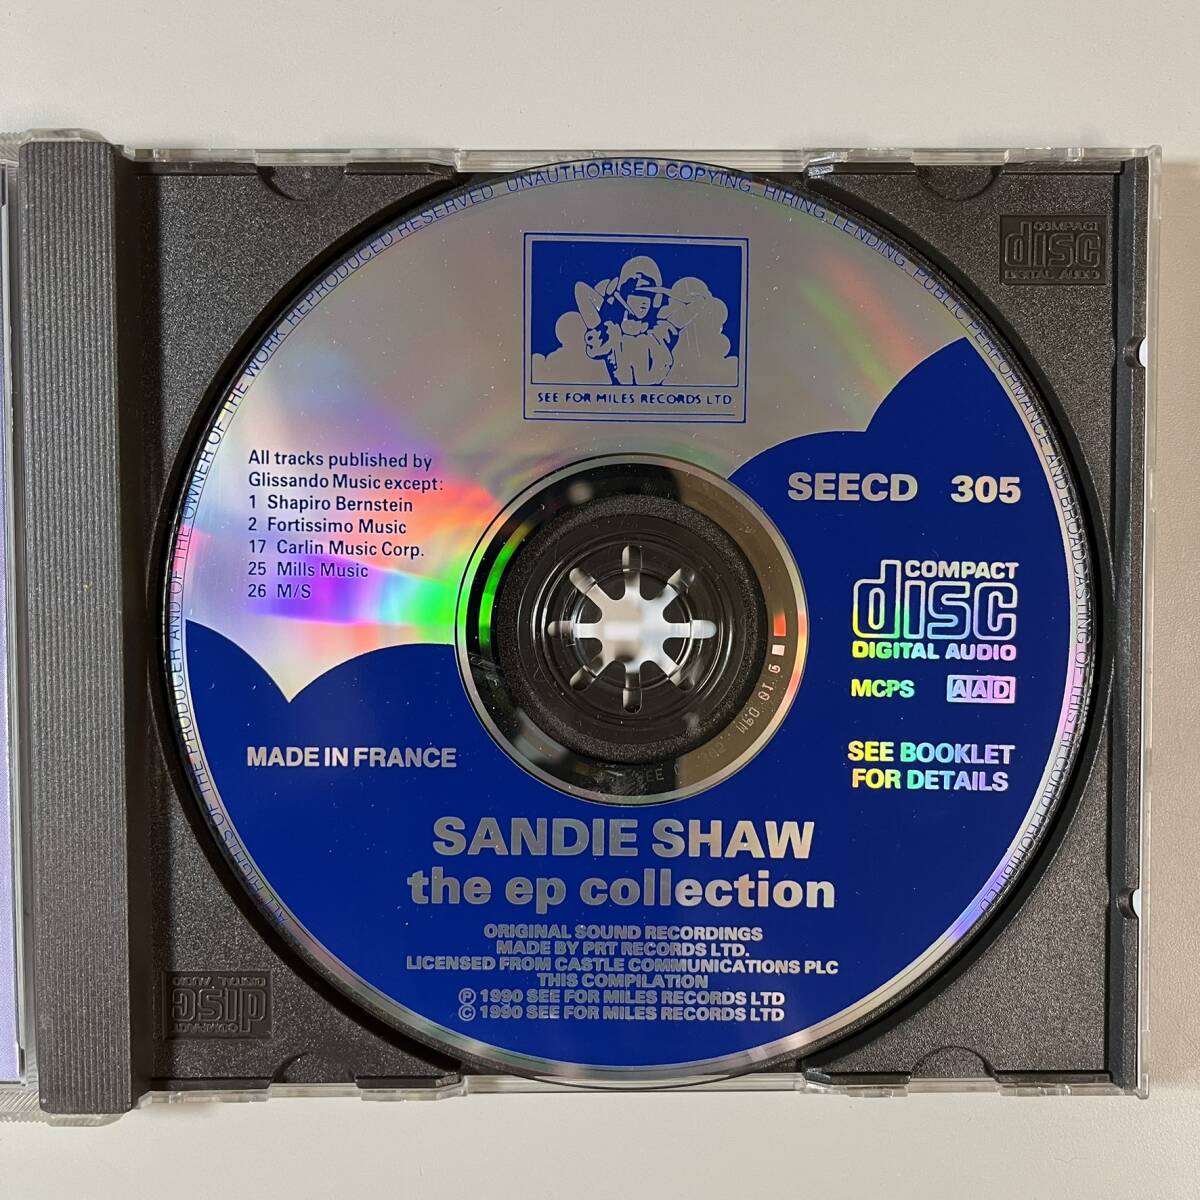 ALL RIGHTS OF THE PRODUCER AND OF THE OWNER OF THE WORK REPRODUCED RESERVED. UNAUTHORISED COPYING, HIRING, LENDING, PUBLIC PERFORMANCE AND BROADCASTING OF THIS RECORD PROHIBITED
SEE FOR MILES RECORDS LTD
COMPACT
disc
DIGITAL AUDIO
All tracks published by
Glissando Music except:
1 Shapiro Bernstein
2 Fortissimo Music
17 Carlin Music Corp.
25 Mills Music
26 M/S
SEECD 305
COMPACT
disc
DIGITAL AUDIO
MCPS AAD
MADE IN FRANCE
SEE BOOKLET
FOR DETAILS
SANDIE SHAW
the ep collection
ORIGINAL SOUND RECORDINGS
MADE BY PRT RECORDS LTD.
LICENSED FROM CASTLE COMMUNICATIONS PLC
THIS COMPILATION
℗ 1990 SEE FOR MILES RECORDS LTD
© 1990 SEE FOR MILES RECORDS LTD
COMPACT
disc
DIGITAL AUDIO